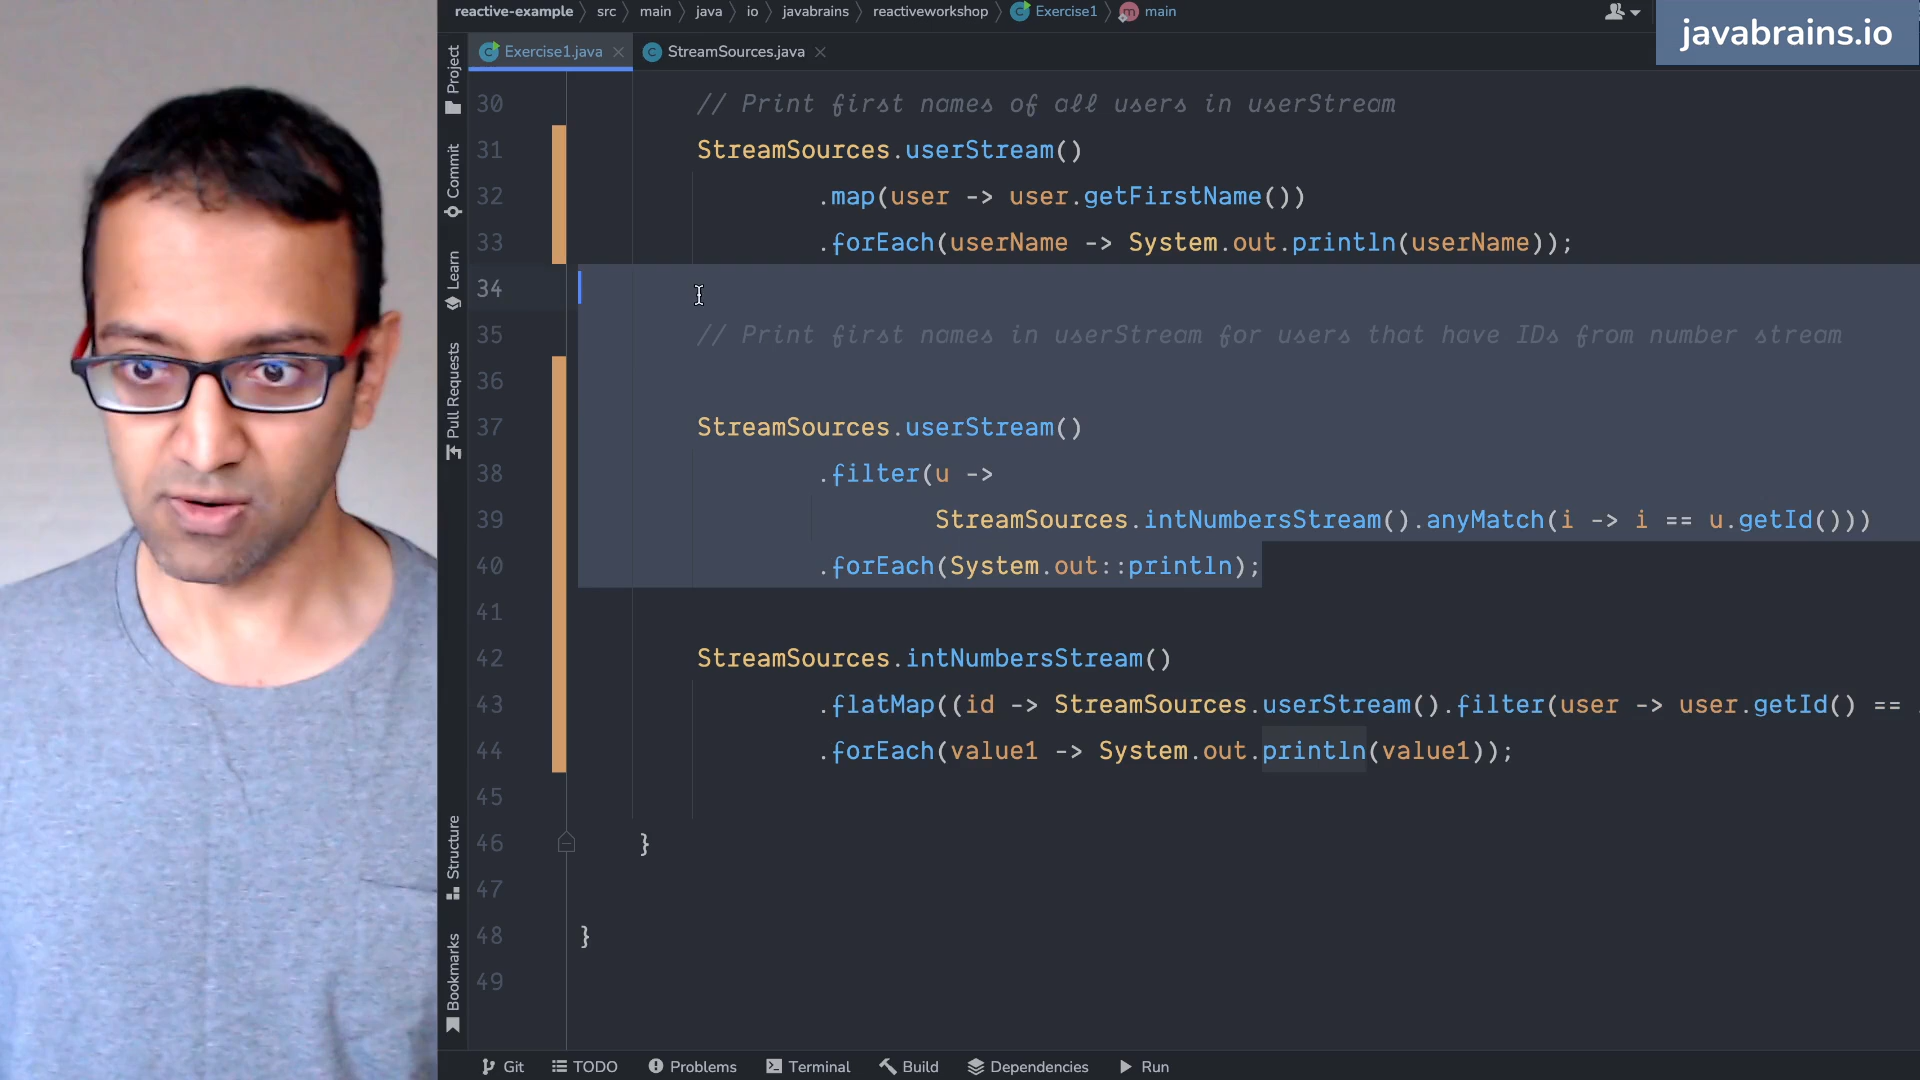 reactive-example 〉 src 〉 main 〉 java 〉 io 〉 javabrains 〉 reactiveworkshop 〉 Exercise1 〉 m main
javabrains.io
Exercise1.java
StreamSources.java
Project
Commit
Learn
Pull Requests
Structure
Bookmarks
30 // Print first names of all users in userStream
31 StreamSources.userStream()
32 .map(user -> user.getFirstName())
33 .forEach(userName -> System.out.println(userName));
34
35 // Print first names in userStream for users that have IDs from number stream
36
37 StreamSources.userStream()
38 .filter(u ->
39 StreamSources.intNumbersStream().anyMatch(i -> i == u.getId()))
40 .forEach(System.out::println);
41
42 StreamSources.intNumbersStream()
43 .flatMap((id -> StreamSources.userStream().filter(user -> user.getId() ==
44 .forEach(value1 -> System.out.println(value1));
45
46 }
47
48 }
49
Git TODO Problems Terminal Build Dependencies Run